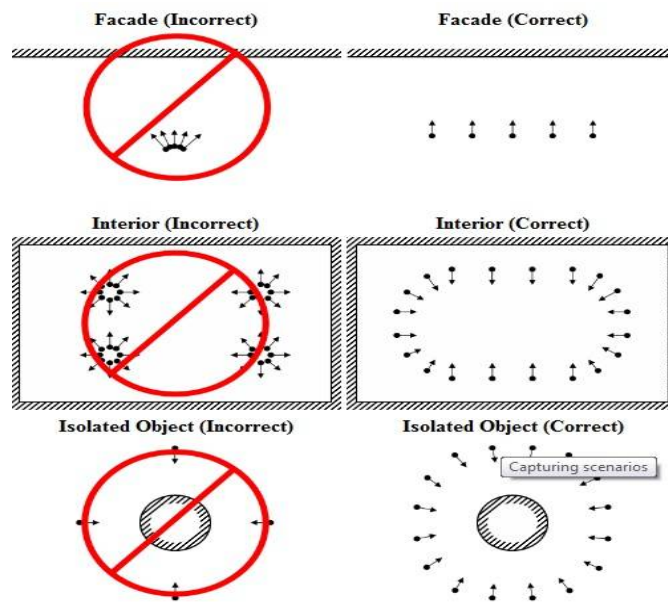 Facade (Incorrect)
Facade (Correct)
Interior (Incorrect)
Interior (Correct)
Isolated Object (Incorrect)
Isolated Object (Correct)
Capturing scenarios